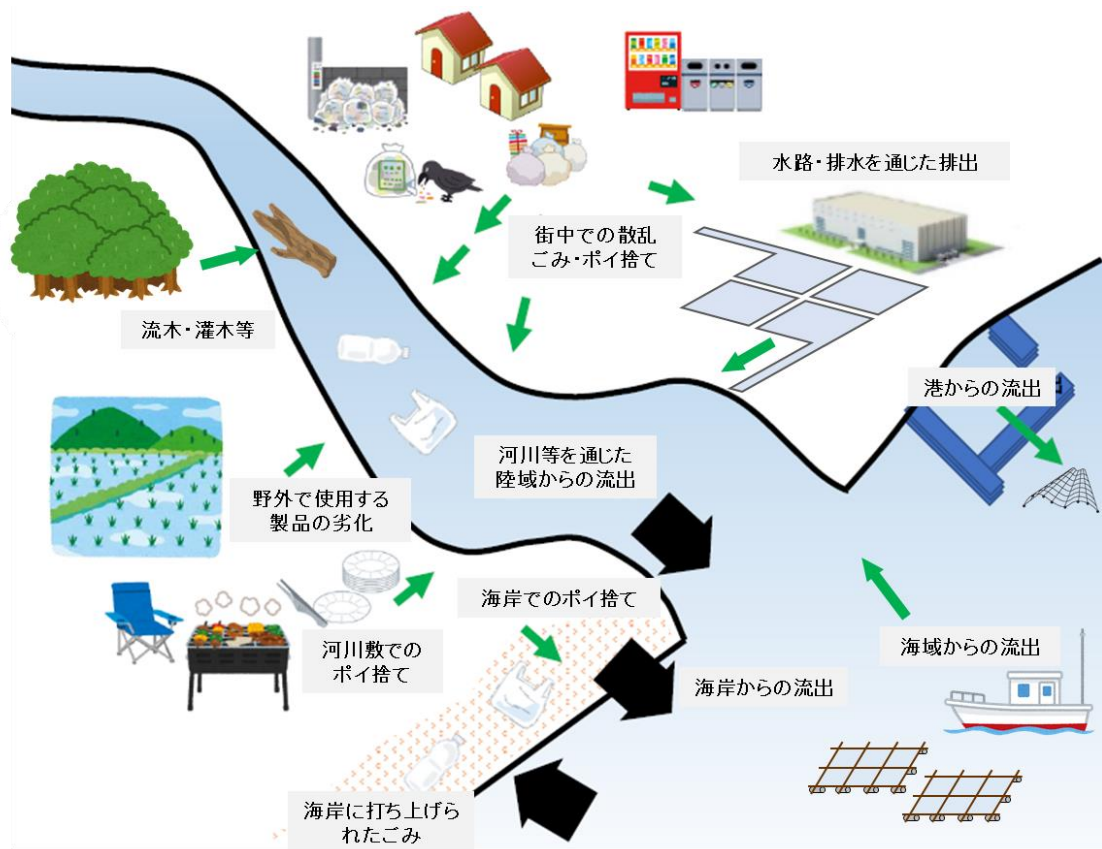 水路・排水を通じた排出
街中での散乱
ごみ・ポイ捨て
流木・灌木等
港からの流出
河川等を通じた
陸域からの流出
野外で使用する
製品の劣化
海岸でのポイ捨て
河川敷での
ポイ捨て
海域からの流出
海岸からの流出
海岸に打ち上げら
れたごみ